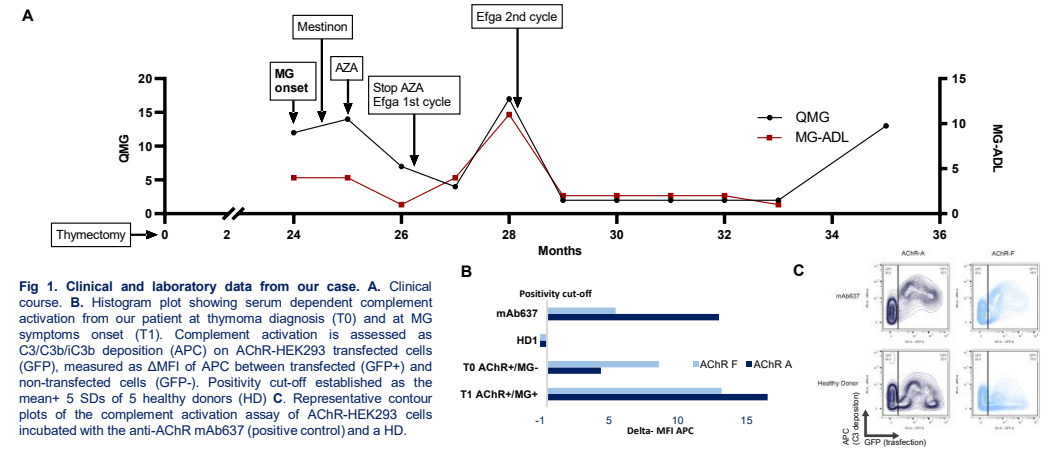 A
Mestinon
Efga 2nd cycle
MG
onset
AZA
Stop AZA
Efga 1st cycle
20
15
10
5
0
QMG
15
10
5
0
MG-ADL
QMG
MG-ADL
Thymectomy
0 2 24 26 28 30 32 34 36
Months
Fig 1. Clinical and laboratory data from our case. A. Clinical
course. B. Histogram plot showing serum dependent complement
activation from our patient at thymoma diagnosis (T0) and at MG
symptoms onset (T1). Complement activation is assessed as
C3/C3b/iC3b deposition (APC) on AChR-HEK293 transfected cells
(GFP), measured as ΔMFI of APC between transfected (GFP+) and
non-transfected cells (GFP-). Positivity cut-off established as the
mean+ 5 SDs of 5 healthy donors (HD) C. Representative contour
plots of the complement activation assay of AChR-HEK293 cells
incubated with the anti-AChR mAb637 (positive control) and a HD.
B
Positivity cut-off
mAb637
HD1
T0 AChR+/MG-
T1 AChR+/MG+
AChR F AChR A
-1 5 10 15
Delta- MFI APC
C
AChR-A AChR-F
mAb637
Healthy Donor
APC
(C3 depositon)
GFP (trasfection)